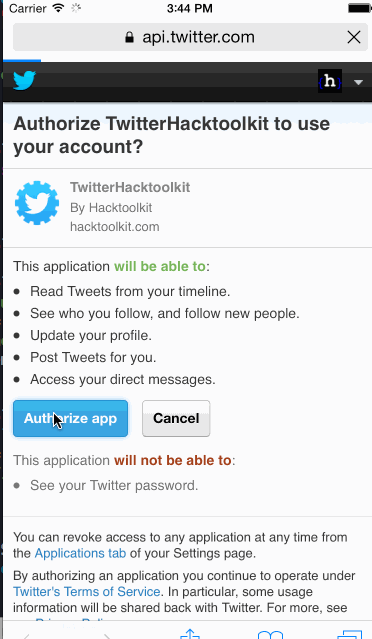 Carrier 3:44 PM
api.twitter.com
h
Authorize TwitterHacktoolkit to use
your account?
TwitterHacktoolkit
By Hacktoolkit
hacktoolkit.com
This application will be able to:
Read Tweets from your timeline.
See who you follow, and follow new people.
Update your profile.
Post Tweets for you.
Access your direct messages.
Authorize app Cancel
This application will not be able to:
See your Twitter password.
You can revoke access to any application at any time from
the Applications tab of your Settings page.
By authorizing an application you continue to operate under
Twitter's Terms of Service. In particular, some usage
information will be shared back with Twitter. For more, see